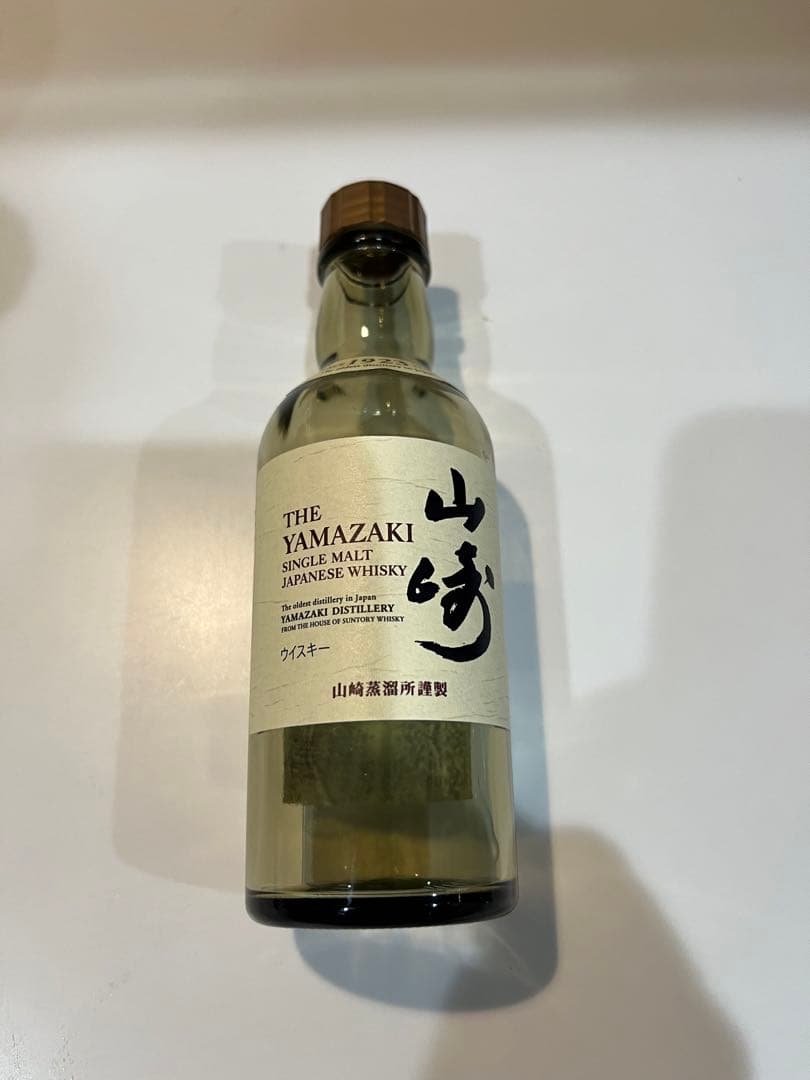 1923
THE
YAMAZAKI
SINGLE MALT
JAPANESE WHISKY
The oldest distillery in Japan
YAMAZAKI DISTILLERY
FROM THE HOUSE OF SUNTORY WHISKY
ウイスキー
山崎
山崎蒸溜所謹製